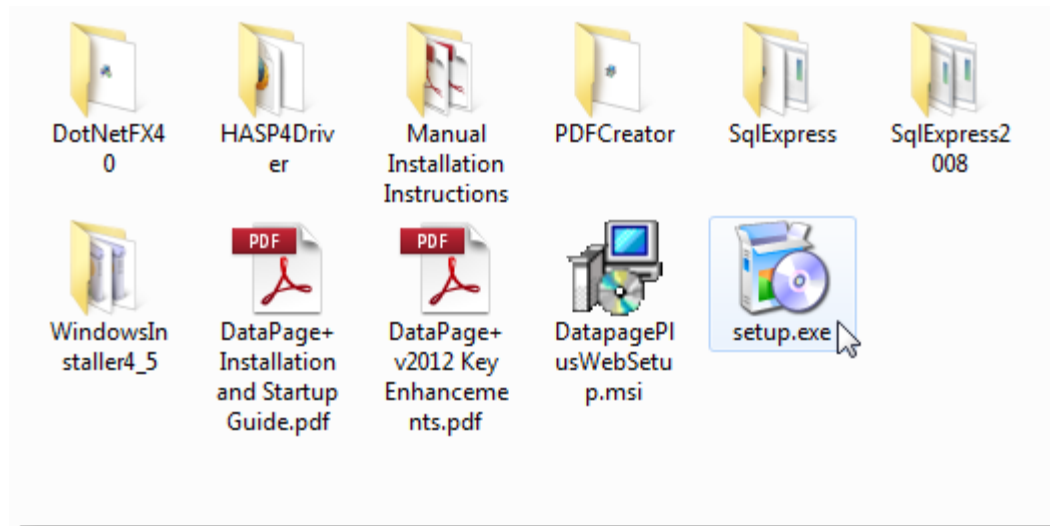 DotNetFX4
0
HASP4Driv
er
Manual
Installation
Instructions
PDFCreator
SqlExpress
SqlExpress2
008
WindowsIn
staller4_5
PDF
DataPage+
Installation
and Startup
Guide.pdf
PDF
DataPage+
v2012 Key
Enhanceme
nts.pdf
DatapagePl
usWebSetu
p.msi
setup.exe